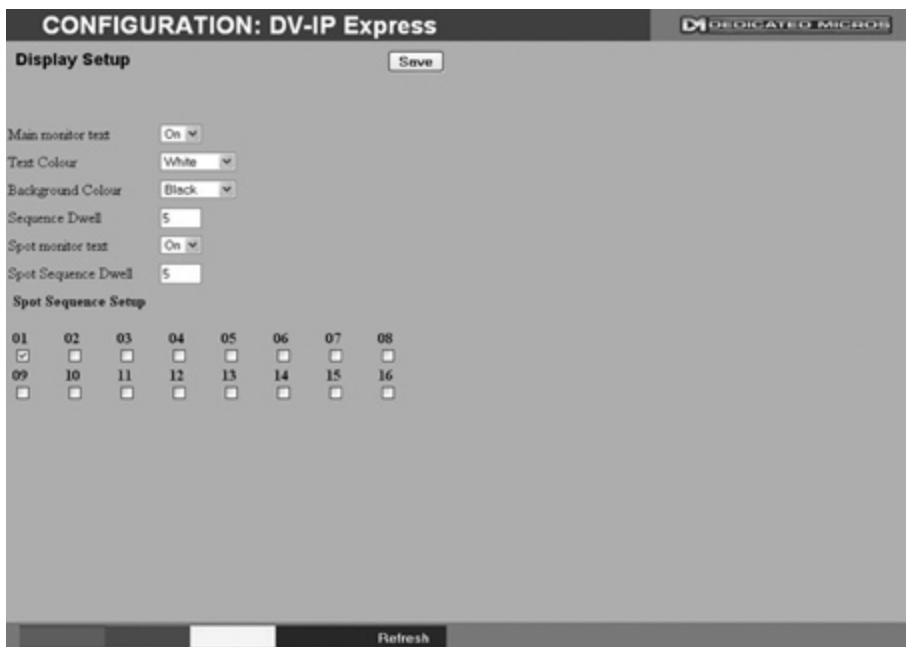 CONFIGURATION: DV-IP Express
DEDICATED MICROS
Display Setup
Save
Main monitor text On
Text Colour White
Background Colour Black
Sequence Dwell 5
Spot monitor text On
Spot Sequence Dwell 5
Spot Sequence Setup
01 02 03 04 05 06 07 08
09 10 11 12 13 14 15 16
Refresh